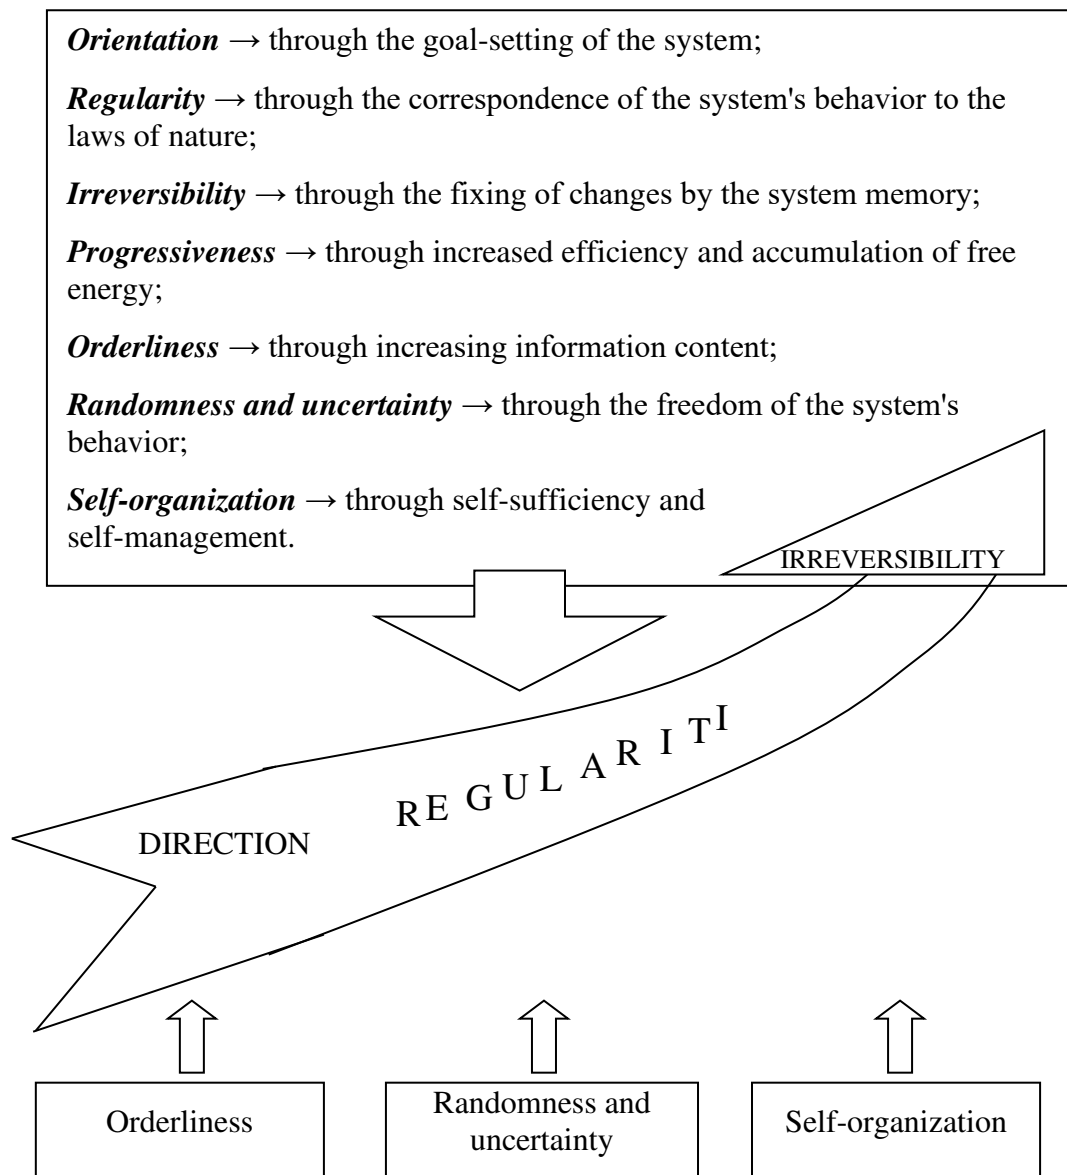 Orientation → through the goal-setting of the system;
Regularity → through the correspondence of the system's behavior to the
laws of nature;
Irreversibility → through the fixing of changes by the system memory;
Progressiveness → through increased efficiency and accumulation of free
energy;
Orderliness → through increasing information content;
Randomness and uncertainty → through the freedom of the system's
behavior;
Self-organization → through self-sufficiency and
self-management.
IRREVERSIBILITY
REGULARITI
DIRECTION
Orderliness
Randomness and
uncertainty
Self-organization